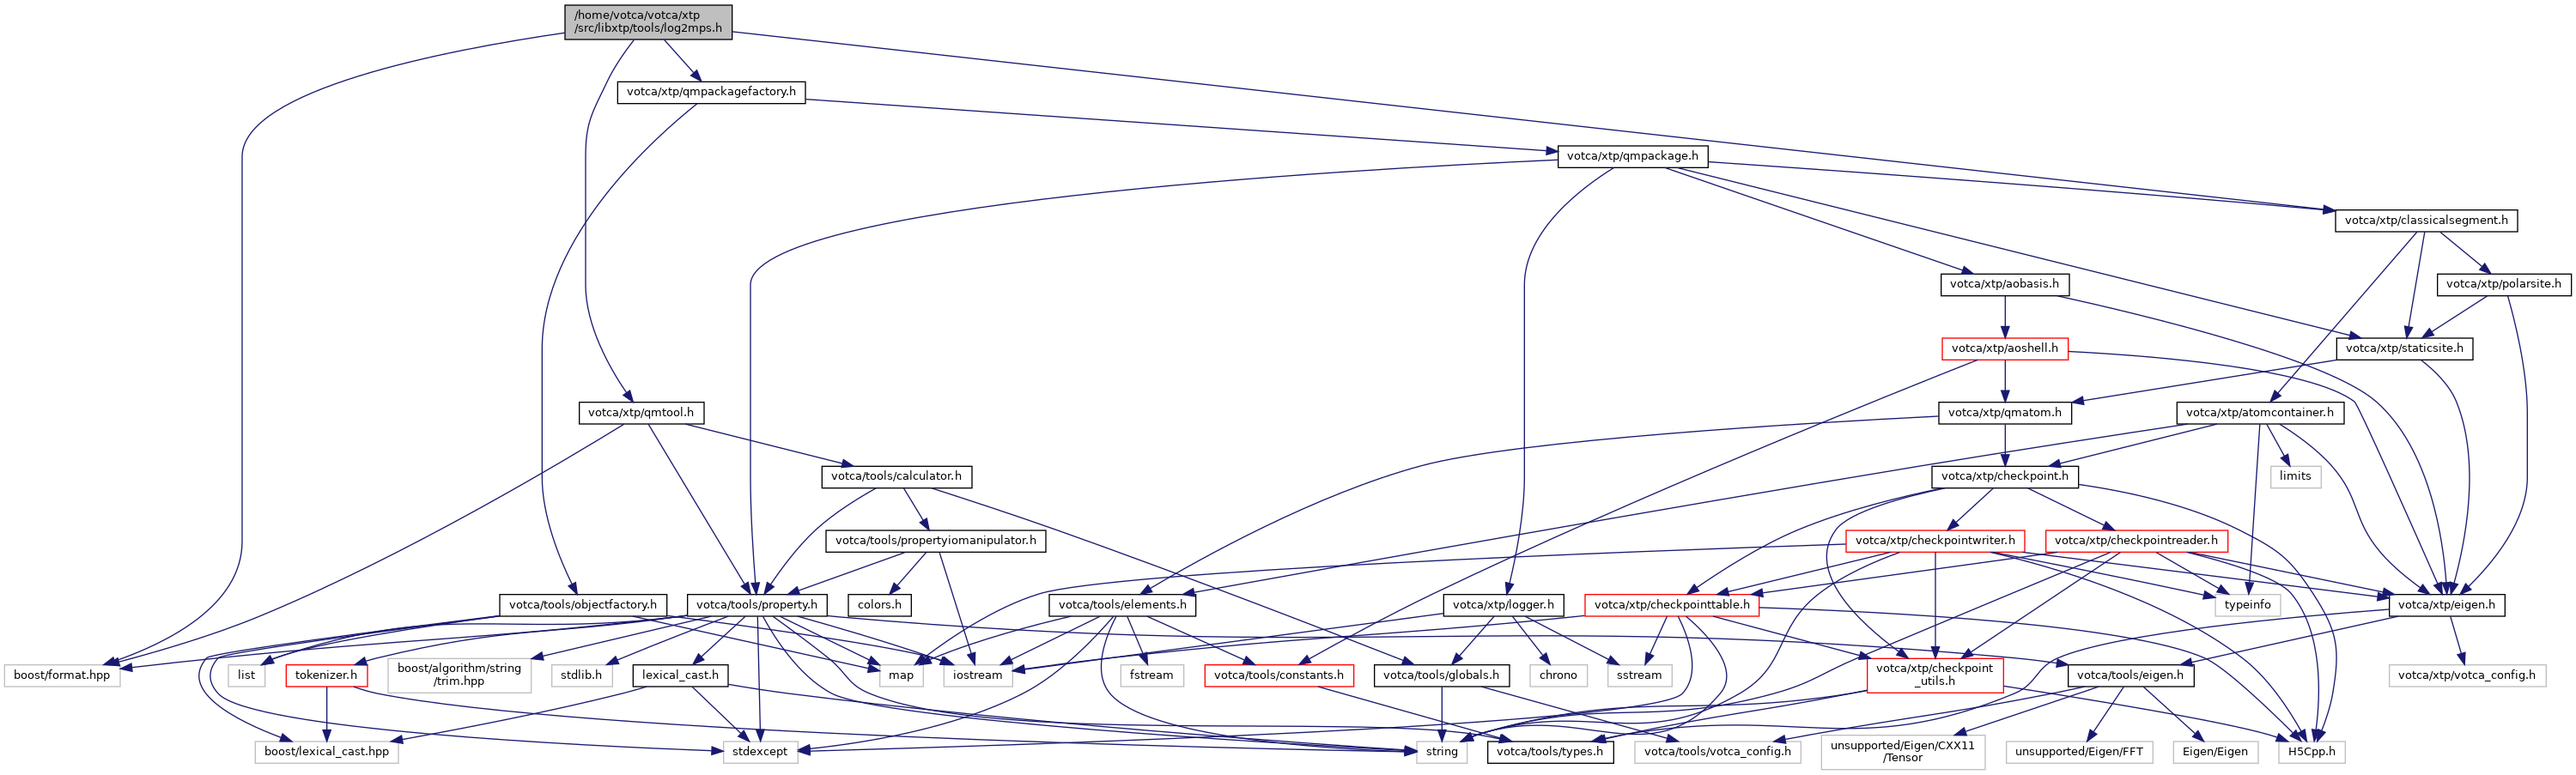 /home/votca/votca/xtp
/src/libxtp/tools/log2mps.h
votca/xtp/qmpackagefactory.h
votca/xtp/qmpackage.h
votca/xtp/classicalsegment.h
votca/xtp/aobasis.h
votca/xtp/polarsite.h
votca/xtp/aoshell.h
votca/xtp/staticsite.h
votca/xtp/qmtool.h
votca/xtp/qmatom.h
votca/xtp/atomcontainer.h
votca/tools/calculator.h
votca/xtp/checkpoint.h
limits
votca/tools/propertyiomanipulator.h
votca/xtp/checkpointwriter.h
votca/xtp/checkpointreader.h
votca/tools/objectfactory.h
votca/tools/property.h
colors.h
votca/tools/elements.h
votca/xtp/logger.h
votca/xtp/checkpointtable.h
typeinfo
votca/xtp/eigen.h
boost/format.hpp
list
tokenizer.h
boost/algorithm/string
/trim.hpp
stdlib.h
lexical_cast.h
map
iostream
fstream
votca/tools/constants.h
votca/tools/globals.h
chrono
sstream
votca/xtp/checkpoint
_utils.h
votca/tools/eigen.h
votca/xtp/votca_config.h
boost/lexical_cast.hpp
stdexcept
string
votca/tools/types.h
votca/tools/votca_config.h
unsupported/Eigen/CXX11
/Tensor
unsupported/Eigen/FFT
Eigen/Eigen
H5Cpp.h